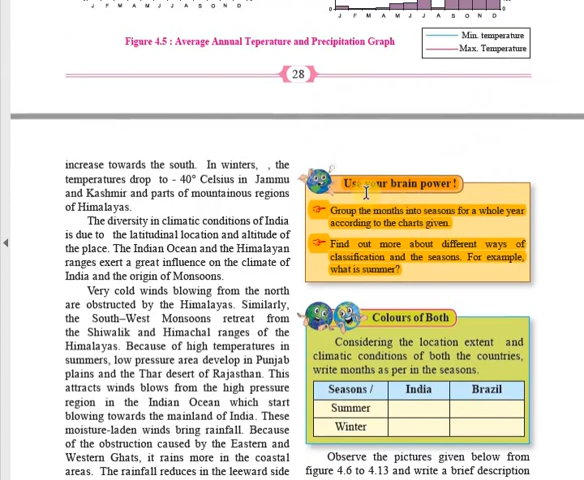 J F M A M J J A S O N D
0
0
J F M A M J J A S O N D
Min. temperature
Max. Temperature
Figure 4.5 : Average Annual Teperature and Precipitation Graph
28
increase towards the south. In winters, , the
temperatures drop to - 40° Celsius in Jammu
and Kashmir and parts of mountainous regions
of Himalayas.
The diversity in climatic conditions of India
is due to the latitudinal location and altitude of
the place. The Indian Ocean and the Himalayan
ranges exert a great influence on the climate of
India and the origin of Monsoons.
Very cold winds blowing from the north
are obstructed by the Himalayas. Similarly,
the South–West Monsoons retreat from
the Shiwalik and Himachal ranges of the
Himalayas. Because of high temperatures in
summers, low pressure area develop in Punjab
plains and the Thar desert of Rajasthan. This
attracts winds blows from the high pressure
region in the Indian Ocean which start
blowing towards the mainland of India. These
moisture-laden winds bring rainfall. Because
of the obstruction caused by the Eastern and
Western Ghats, it rains more in the coastal
areas. The rainfall reduces in the leeward side
Use your brain power !
Group the months into seasons for a whole year
according to the charts given.
Find out more about different ways of
classification and the seasons. For example,
what is summer?
Colours of Both
Considering the location extent and
climatic conditions of both the countries,
write months as per in the seasons.
Seasons / India Brazil
Summer
Winter
Observe the pictures given below from
figure 4.6 to 4.13 and write a brief description